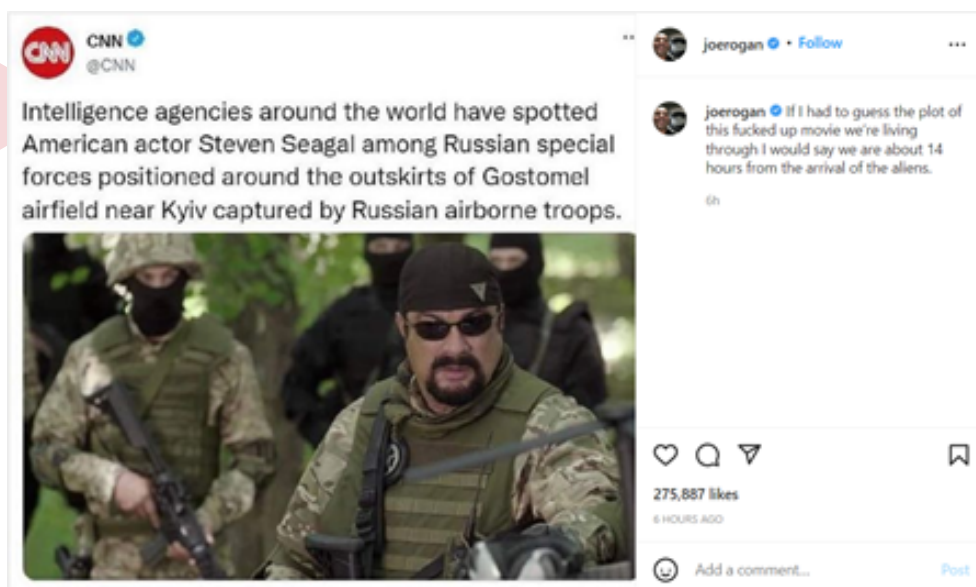 CNN
CNN
@CNN
Intelligence agencies around the world have spotted
American actor Steven Seagal among Russian special
forces positioned around the outskirts of Gostomel
airfield near Kyiv captured by Russian airborne troops.
joerogan • Follow
joerogan If I had to guess the plot of
this fucked up movie we're living
through I would say we are about 14
hours from the arrival of the aliens.
6h
275,887 likes
6 HOURS AGO
Add a comment...
Post